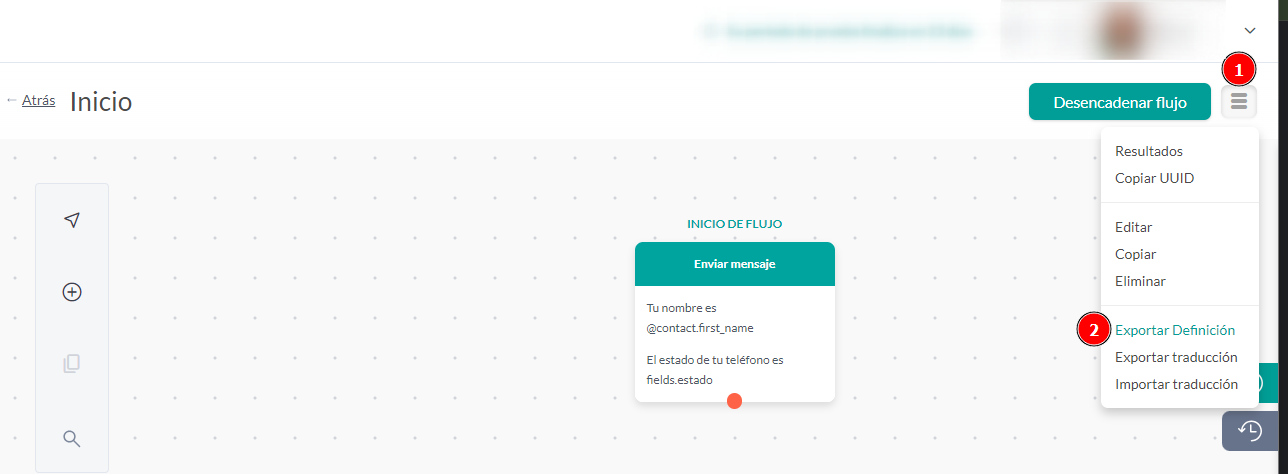 1
← Atrás Inicio
Desencadenar flujo
Resultados
Copiar UUID
Editar
Copiar
Eliminar
2 Exportar Definición
Exportar traducción
Importar traducción
INICIO DE FLUJO
Enviar mensaje
Tu nombre es
@contact.first_name
El estado de tu teléfono es
fields.estado